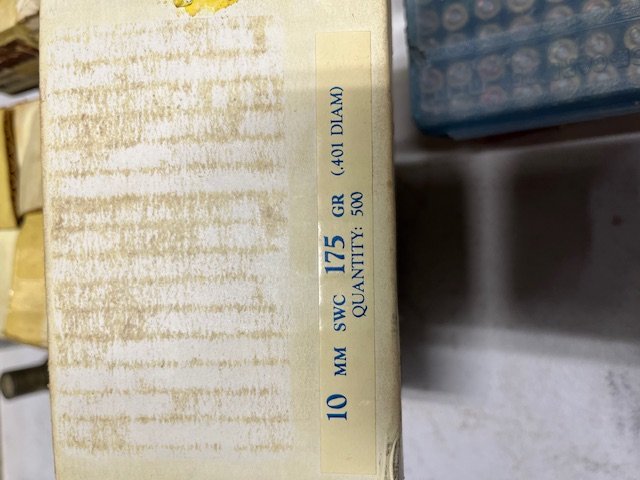 10 MM SWC 175 GR (.401 DIAM)
QUANTITY: 500